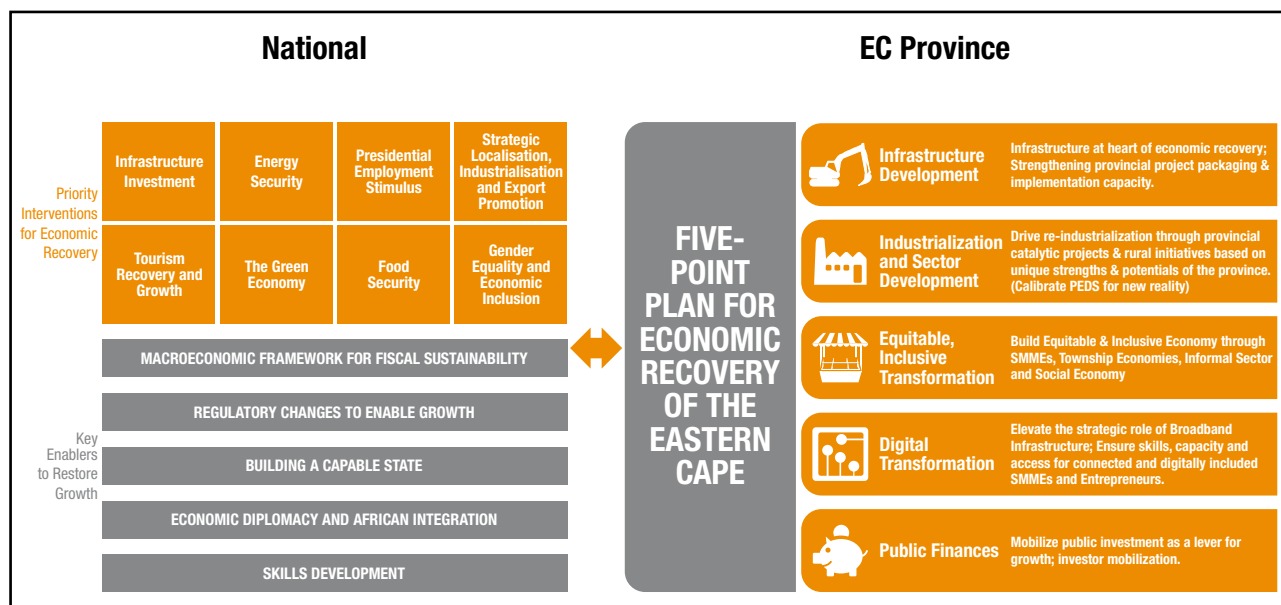 National
EC Province
Priority
Interventions
for Economic
Recovery
Infrastructure
Investment
Energy
Security
Presidential
Employment
Stimulus
Strategic
Localisation,
Industrialisation
and Export
Promotion
Tourism
Recovery and
Growth
The Green
Economy
Food
Security
Gender
Equality and
Economic
Inclusion
Key
Enablers
to Restore
Growth
MACROECONOMIC FRAMEWORK FOR FISCAL SUSTAINABILITY
REGULATORY CHANGES TO ENABLE GROWTH
BUILDING A CAPABLE STATE
ECONOMIC DIPLOMACY AND AFRICAN INTEGRATION
SKILLS DEVELOPMENT
FIVE-
POINT
PLAN FOR
ECONOMIC
RECOVERY
OF THE
EASTERN
CAPE
Infrastructure
Development
Infrastructure at heart of economic recovery;
Strengthening provincial project packaging &
implementation capacity.
Industrialization
and Sector
Development
Drive re-industrialization through provincial
catalytic projects & rural initiatives based on
unique strengths & potentials of the province.
(Calibrate PEDS for new reality)
Equitable,
Inclusive
Transformation
Build Equitable & Inclusive Economy through
SMMEs, Township Economies, Informal Sector
and Social Economy
Digital
Transformation
Elevate the strategic role of Broadband
Infrastructure; Ensure skills, capacity and
access for connected and digitally included
SMMEs and Entrepreneurs.
Public Finances
Mobilize public investment as a lever for
growth; investor mobilization.